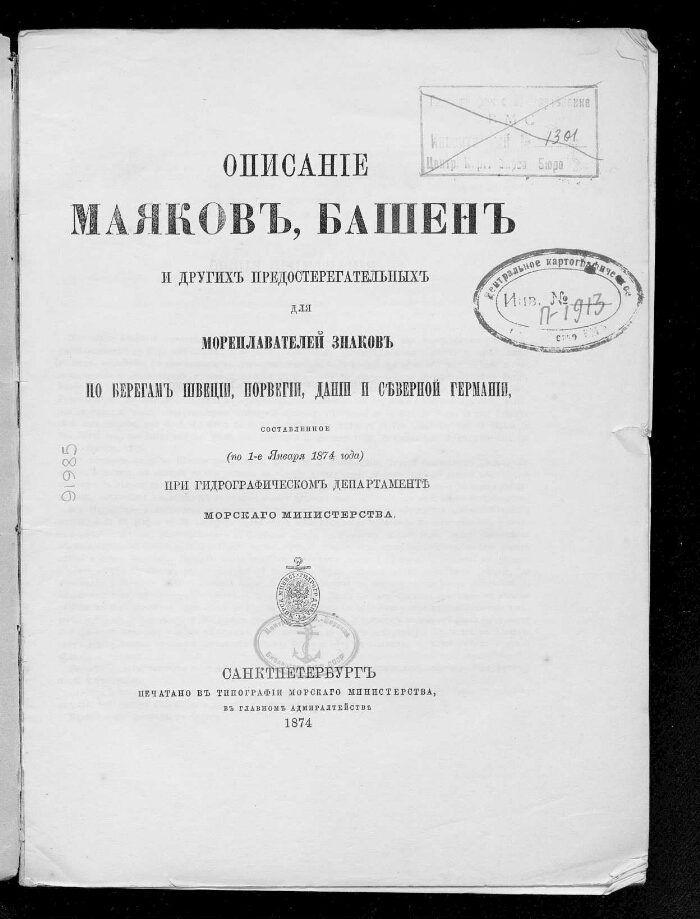 1301
ОПИСАНІЕ
МАЯКОВЪ, БАШЕНЪ
И ДРУГИХЪ ПРЕДОСТЕРЕГАТЕЛЬНЫХЪ
ДЛЯ
МОРЕПЛАВАТЕЛЕЙ ЗНАКОВЪ
ПО БЕРЕГАМЪ ШВЕЦІИ, НОРВЕГІИ, ДАНІИ И СѢВЕРНОЙ ГЕРМАНІИ,
СОСТАВЛЕННОЕ
(по 1-е Января 1874 года)
ПРИ ГИДРОГРАФИЧЕСКОМЪ ДЕПАРТАМЕНТѢ
МОРСКАГО МИНИСТЕРСТВА.
Центральное картографическое
Инв. №
П-1913
91985
САНКТПЕТЕРБУРГЪ
ПЕЧАТАНО ВЪ ТИПОГРАФІИ МОРСКАГО МИНИСТЕРСТВА,
ВЪ ГЛАВНОМЪ АДМИРАЛТЕЙСТВѢ
1874